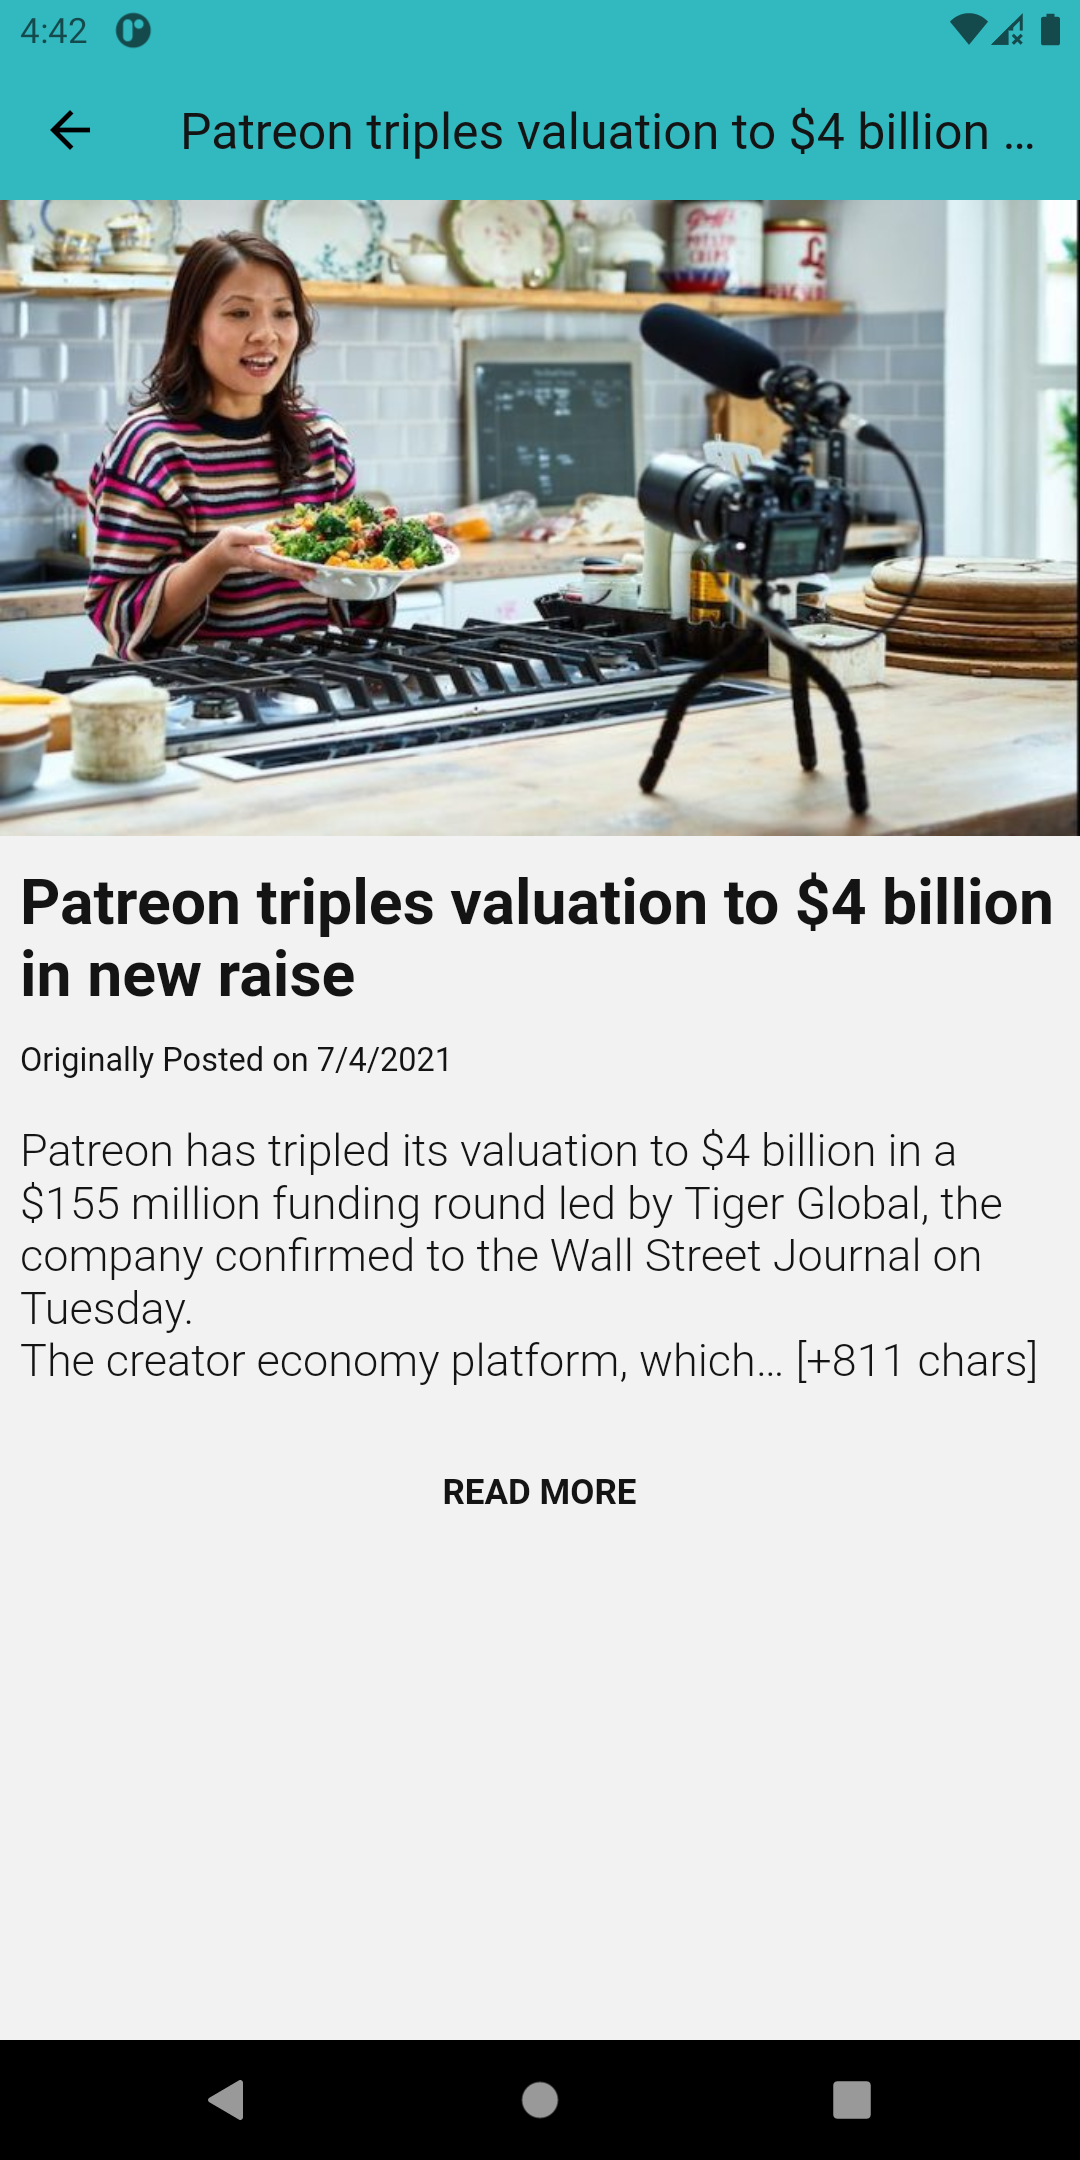 4:42
Patreon triples valuation to $4 billion ...
Patreon triples valuation to $4 billion
in new raise
Originally Posted on 7/4/2021
Patreon has tripled its valuation to $4 billion in a
$155 million funding round led by Tiger Global, the
company confirmed to the Wall Street Journal on
Tuesday.
The creator economy platform, which… [+811 chars]
READ MORE